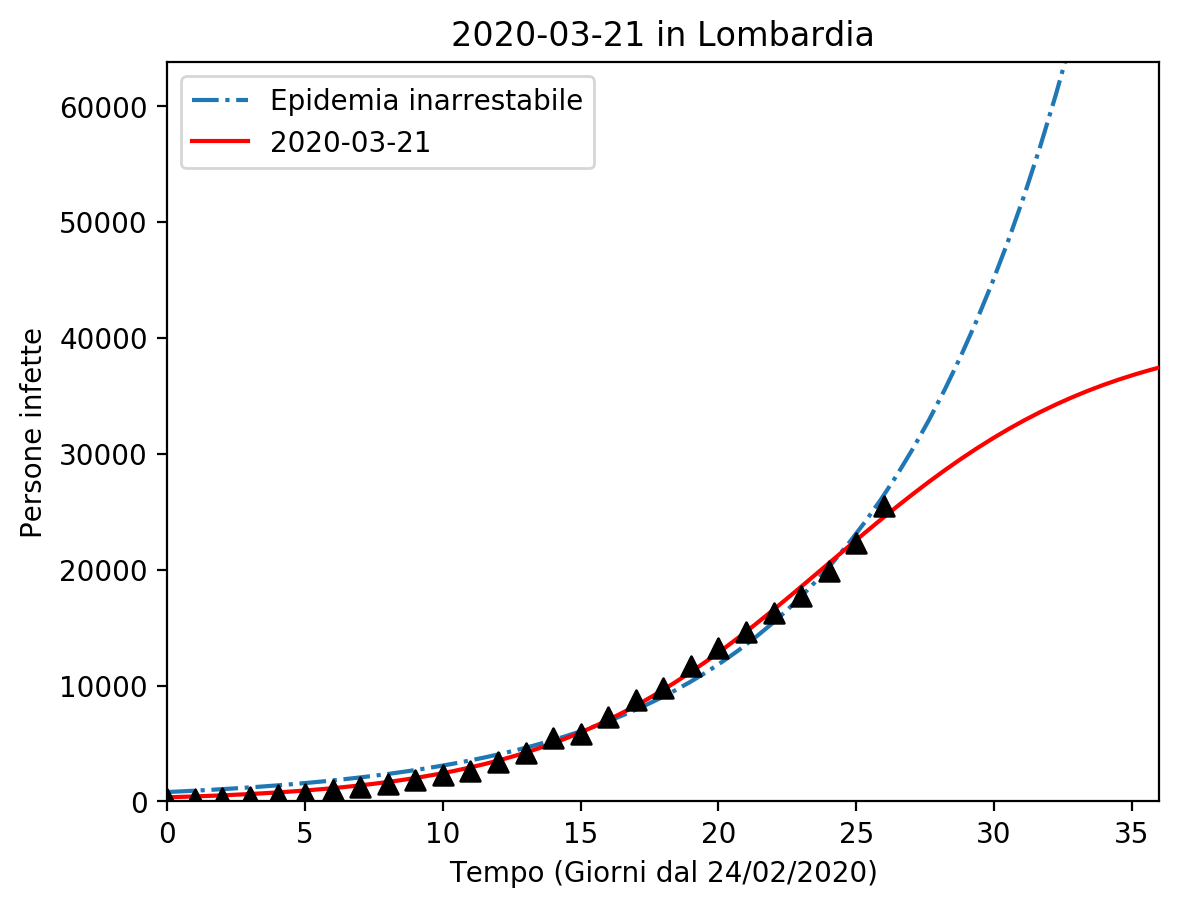 2020-03-21 in Lombardia
Epidemia inarrestabile
2020-03-21
Persone infette
60000
50000
40000
30000
20000
10000
0
0 5 10 15 20 25 30 35
Tempo (Giorni dal 24/02/2020)